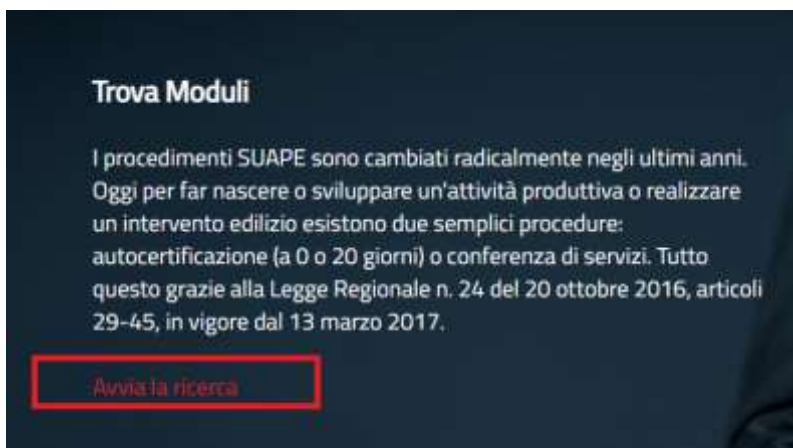 Trova Moduli
I procedimenti SUAPE sono cambiati radicalmente negli ultimi anni.
Oggi per far nascere o sviluppare un'attività produttiva o realizzare
un intervento edilizio esistono due semplici procedure:
autocertificazione (a 0 o 20 giorni) o conferenza di servizi. Tutto
questo grazie alla Legge Regionale n. 24 del 20 ottobre 2016, articoli
29-45, in vigore dal 13 marzo 2017.
Avvia la ricerca